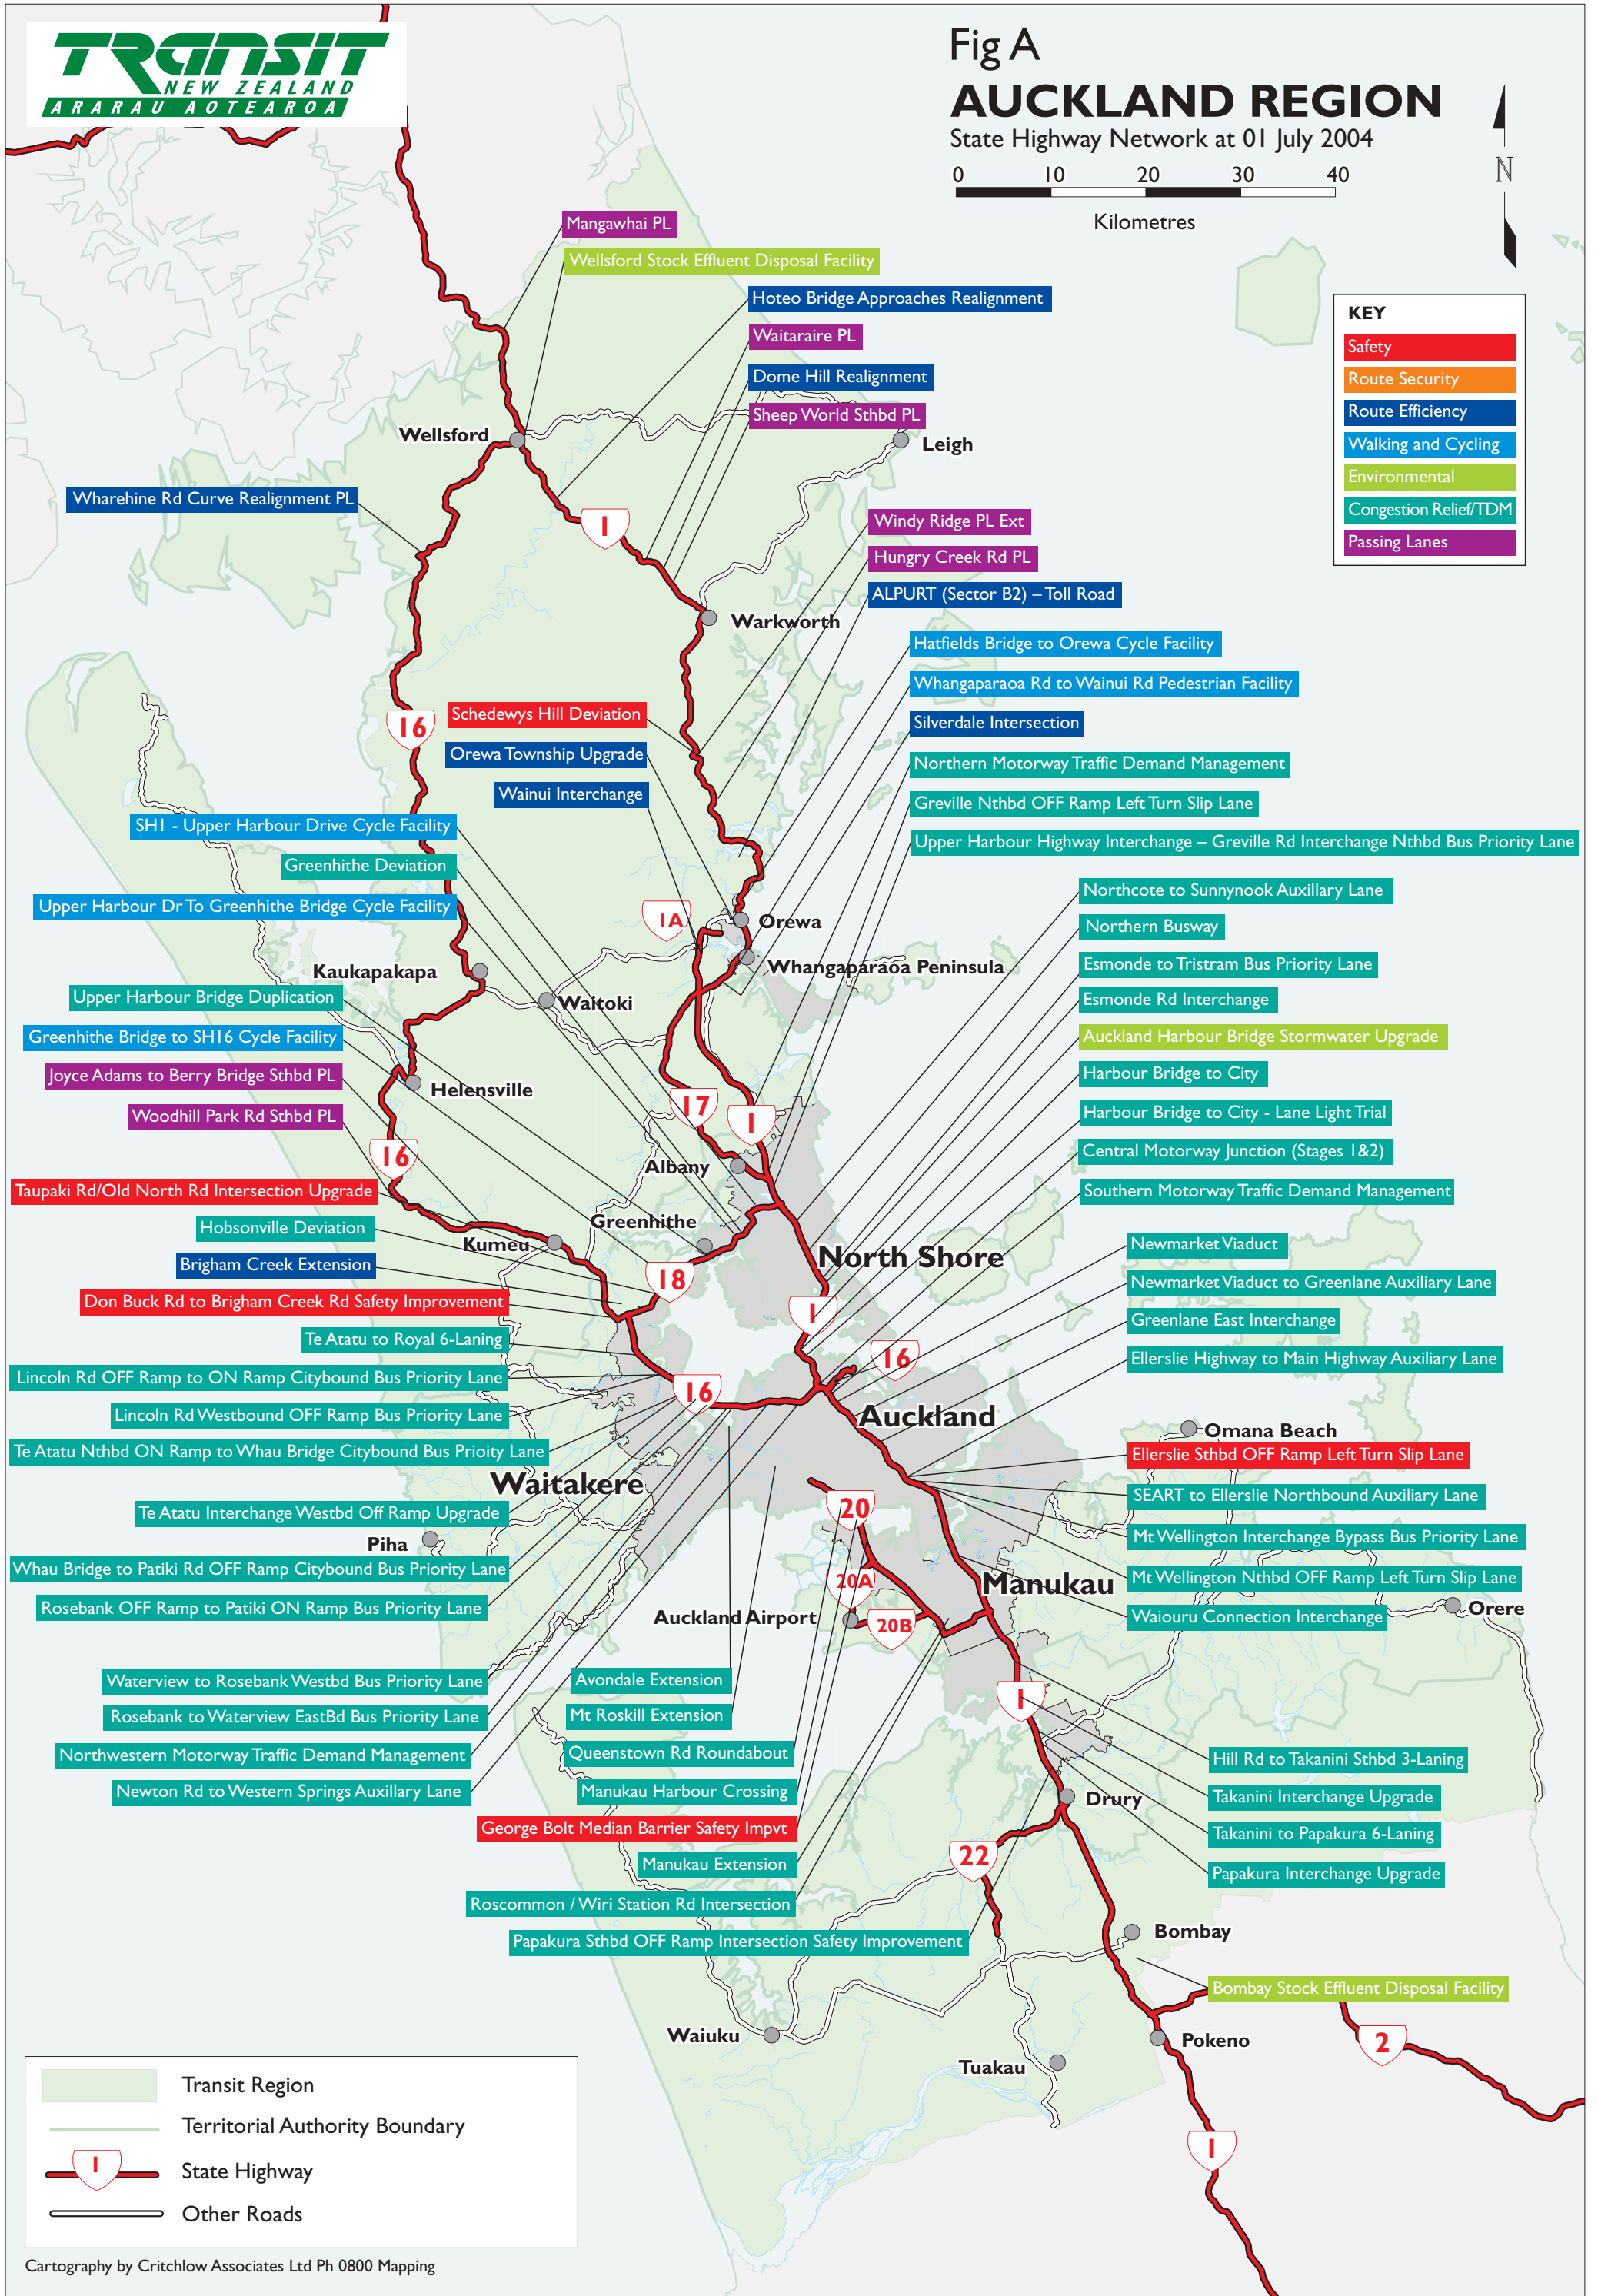 TRANSIT
NEW ZEALAND
ARARAU AOTEAROA
Fig A
AUCKLAND REGION
State Highway Network at 01 July 2004
0 10 20 30 40
Kilometres
N
KEY
Safety
Route Security
Route Efficiency
Walking and Cycling
Environmental
Congestion Relief/TDM
Passing Lanes
Mangawhai PL
Wellsford Stock Effluent Disposal Facility
Hoteo Bridge Approaches Realignment
Waitaraire PL
Dome Hill Realignment
Sheep World Sthbd PL
Wellsford
Leigh
Wharehine Rd Curve Realignment PL
1
Windy Ridge PL Ext
Hungry Creek Rd PL
ALPURT (Sector B2) – Toll Road
Warkworth
Hatfields Bridge to Orewa Cycle Facility
Whangaparaoa Rd to Wainui Rd Pedestrian Facility
Schedewys Hill Deviation
16
Silverdale Intersection
Orewa Township Upgrade
Northern Motorway Traffic Demand Management
Wainui Interchange
Greville Nthbd OFF Ramp Left Turn Slip Lane
SH1 - Upper Harbour Drive Cycle Facility
Upper Harbour Highway Interchange – Greville Rd Interchange Nthbd Bus Priority Lane
Greenhithe Deviation
Northcote to Sunnynook Auxillary Lane
Upper Harbour Dr To Greenhithe Bridge Cycle Facility
1A
Orewa
Northern Busway
Kaukapakapa
Whangaparaoa Peninsula
Esmonde to Tristram Bus Priority Lane
Upper Harbour Bridge Duplication
Waitoki
Esmonde Rd Interchange
Greenhithe Bridge to SH16 Cycle Facility
Auckland Harbour Bridge Stormwater Upgrade
Joyce Adams to Berry Bridge Sthbd PL
Helensville
Harbour Bridge to City
Woodhill Park Rd Sthbd PL
17
1
Harbour Bridge to City - Lane Light Trial
16
Albany
Central Motorway Junction (Stages 1&2)
Taupaki Rd/Old North Rd Intersection Upgrade
Southern Motorway Traffic Demand Management
Hobsonville Deviation
Greenhithe
Kumeu
North Shore
Newmarket Viaduct
Brigham Creek Extension
18
Newmarket Viaduct to Greenlane Auxiliary Lane
Don Buck Rd to Brigham Creek Rd Safety Improvement
1
Greenlane East Interchange
Te Atatu to Royal 6-Laning
16
Ellerslie Highway to Main Highway Auxiliary Lane
Lincoln Rd OFF Ramp to ON Ramp Citybound Bus Priority Lane
16
Lincoln Rd Westbound OFF Ramp Bus Priority Lane
Auckland
Omana Beach
Te Atatu Nthbd ON Ramp to Whau Bridge Citybound Bus Prioity Lane
Ellerslie Sthbd OFF Ramp Left Turn Slip Lane
Waitakere
SEART to Ellerslie Northbound Auxiliary Lane
Te Atatu Interchange Westbd Off Ramp Upgrade
20
Mt Wellington Interchange Bypass Bus Priority Lane
Piha
Whau Bridge to Patiki Rd OFF Ramp Citybound Bus Priority Lane
20A
Manukau
Mt Wellington Nthbd OFF Ramp Left Turn Slip Lane
Rosebank OFF Ramp to Patiki ON Ramp Bus Priority Lane
Auckland Airport
20B
Waiouru Connection Interchange
Orere
Waterview to Rosebank Westbd Bus Priority Lane
Avondale Extension
1
Rosebank to Waterview EastBd Bus Priority Lane
Mt Roskill Extension
Northwestern Motorway Traffic Demand Management
Queenstown Rd Roundabout
Hill Rd to Takanini Sthbd 3-Laning
Newton Rd to Western Springs Auxillary Lane
Manukau Harbour Crossing
Drury
Takanini Interchange Upgrade
George Bolt Median Barrier Safety Impvt
Takanini to Papakura 6-Laning
Manukau Extension
22
Papakura Interchange Upgrade
Roscommon / Wiri Station Rd Intersection
Papakura Sthbd OFF Ramp Intersection Safety Improvement
Bombay
Bombay Stock Effluent Disposal Facility
Waiuku
Pokeno
2
Tuakau
1
Transit Region
Territorial Authority Boundary
1
State Highway
Other Roads
Cartography by Critchlow Associates Ltd Ph 0800 Mapping